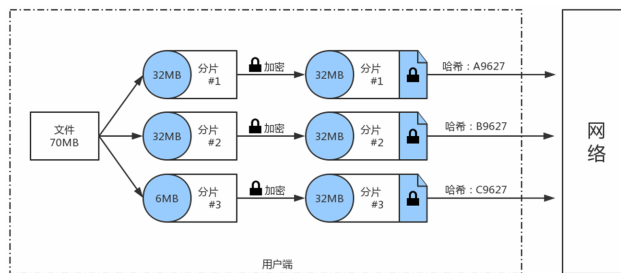 32MB
分片
#1
加密
32MB
分片
#1
哈希：A9627
文件
70MB
32MB
分片
#2
加密
32MB
分片
#2
哈希：B9627
网络
6MB
分片
#3
加密
32MB
分片
#3
哈希：C9627
用户端